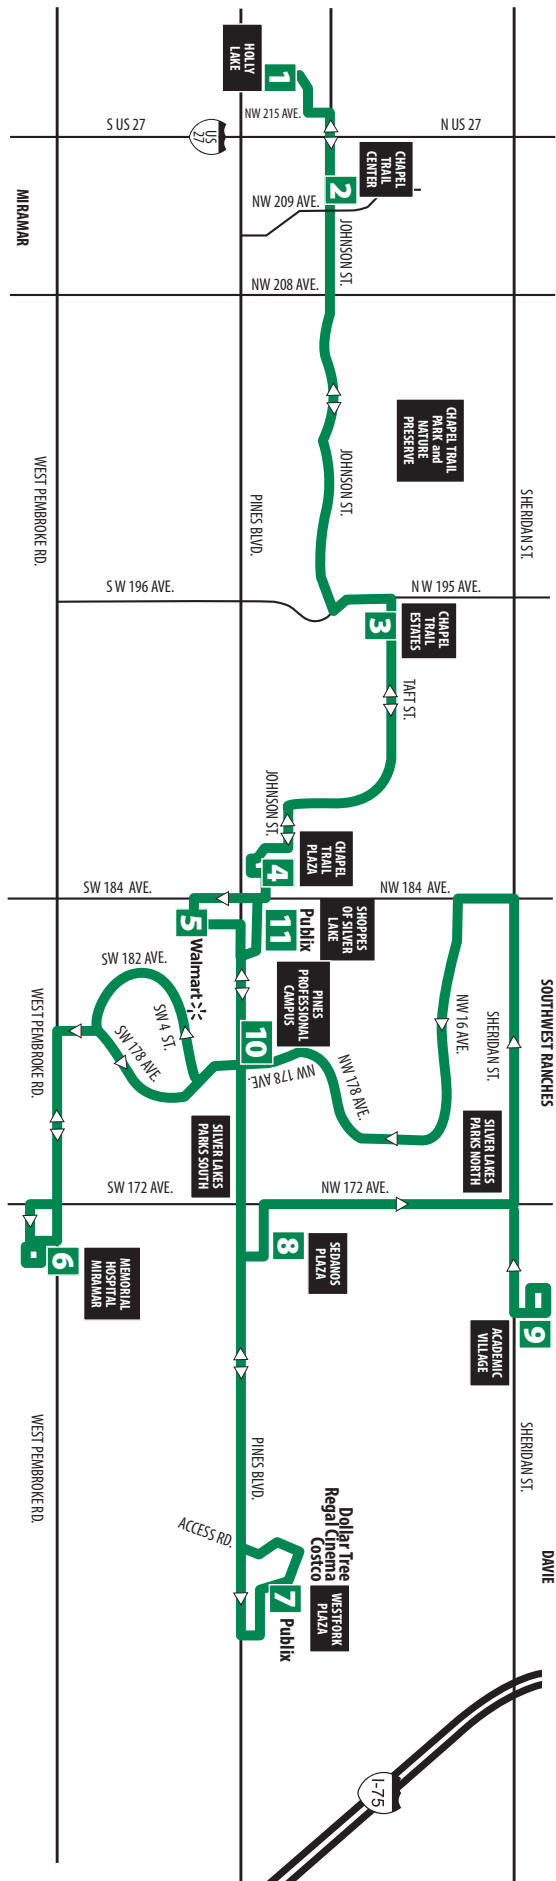 HOLLY
LAKE
1
NW 215 AVE.
S US 27
US
27
N US 27
MIRAMAR
CHAPEL
TRAIL
CENTER
2
NW 209 AVE.
JOHNSON ST.
NW 208 AVE.
CHAPEL TRAIL
PARK and
NATURE
PRESERVE
JOHNSON ST.
WEST PEMBROKE RD.
PINES BLVD.
SHERIDAN ST.
SW 196 AVE.
NW 195 AVE.
3
CHAPEL
TRAIL
ESTATES
TAFT ST.
JOHNSON ST.
CHAPEL
TRAIL
PLAZA
4
SW 184 AVE.
NW 184 AVE.
5
Walmart
11
Publix
SHOPPES
OF SILVER
LAKE
SW 182 AVE.
SW 4 ST.
SW 178 AVE.
PINES
PROFESSIONAL
CAMPUS
10
NW 178 AVE.
NW 178 AVE.
NW 16 AVE.
SHERIDAN ST.
SOUTHWEST RANCHES
WEST PEMBROKE RD.
SILVER LAKES
PARKS SOUTH
SILVER LAKES
PARKS NORTH
SW 172 AVE.
NW 172 AVE.
6
MEMORIAL
HOSPITAL
MIRAMAR
8
SEDANOS
PLAZA
9
ACADEMIC
VILLAGE
WEST PEMBROKE RD.
PINES BLVD.
SHERIDAN ST.
DAVIE
ACCESS RD.
Dollar Tree
Regal Cinema
Costco
7
Publix
WESTFORK
PLAZA
I-75